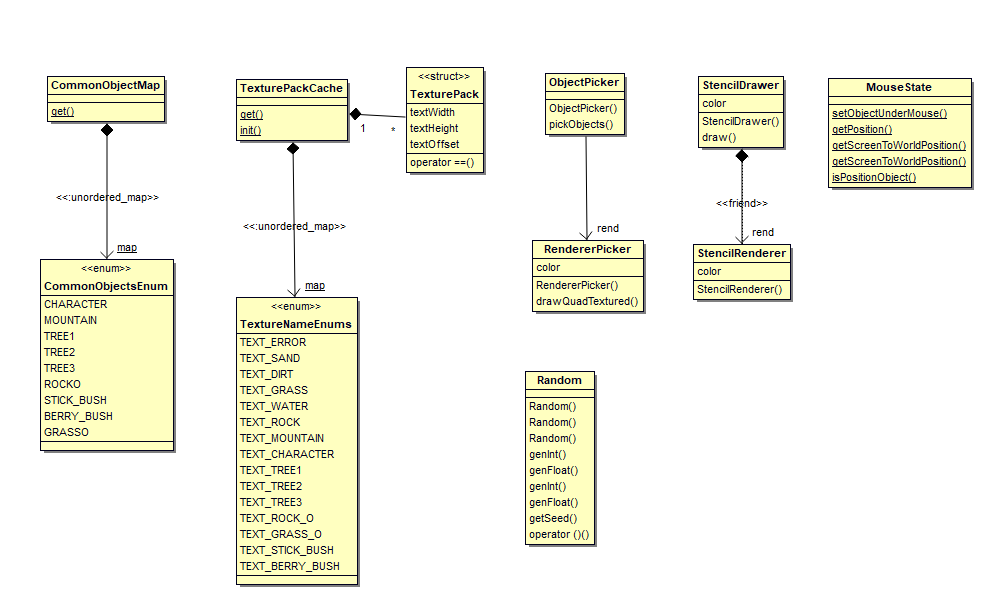 CommonObjectMap
get()
<<:unordered_map>>
map
<<enum>>
CommonObjectsEnum
CHARACTER
MOUNTAIN
TREE1
TREE2
TREE3
ROCKO
STICK_BUSH
BERRY_BUSH
GRASSO
TexturePackCache
get()
init()
1
*
<<struct>>
TexturePack
textWidth
textHeight
textOffset
operator ==()
<<:unordered_map>>
map
<<enum>>
TextureNameEnums
TEXT_ERROR
TEXT_SAND
TEXT_DIRT
TEXT_GRASS
TEXT_WATER
TEXT_ROCK
TEXT_MOUNTAIN
TEXT_CHARACTER
TEXT_TREE1
TEXT_TREE2
TEXT_TREE3
TEXT_ROCK_O
TEXT_GRASS_O
TEXT_STICK_BUSH
TEXT_BERRY_BUSH
ObjectPicker
ObjectPicker()
pickObjects()
rend
RendererPicker
color
RendererPicker()
drawQuadTextured()
Random
Random()
Random()
Random()
genInt()
genFloat()
genInt()
genFloat()
getSeed()
operator ()()
StencilDrawer
color
StencilDrawer()
draw()
<<friend>>
rend
StencilRenderer
color
StencilRenderer()
MouseState
setObjectUnderMouse()
getPosition()
getScreenToWorldPosition()
getScreenToWorldPosition()
isPositionObject()